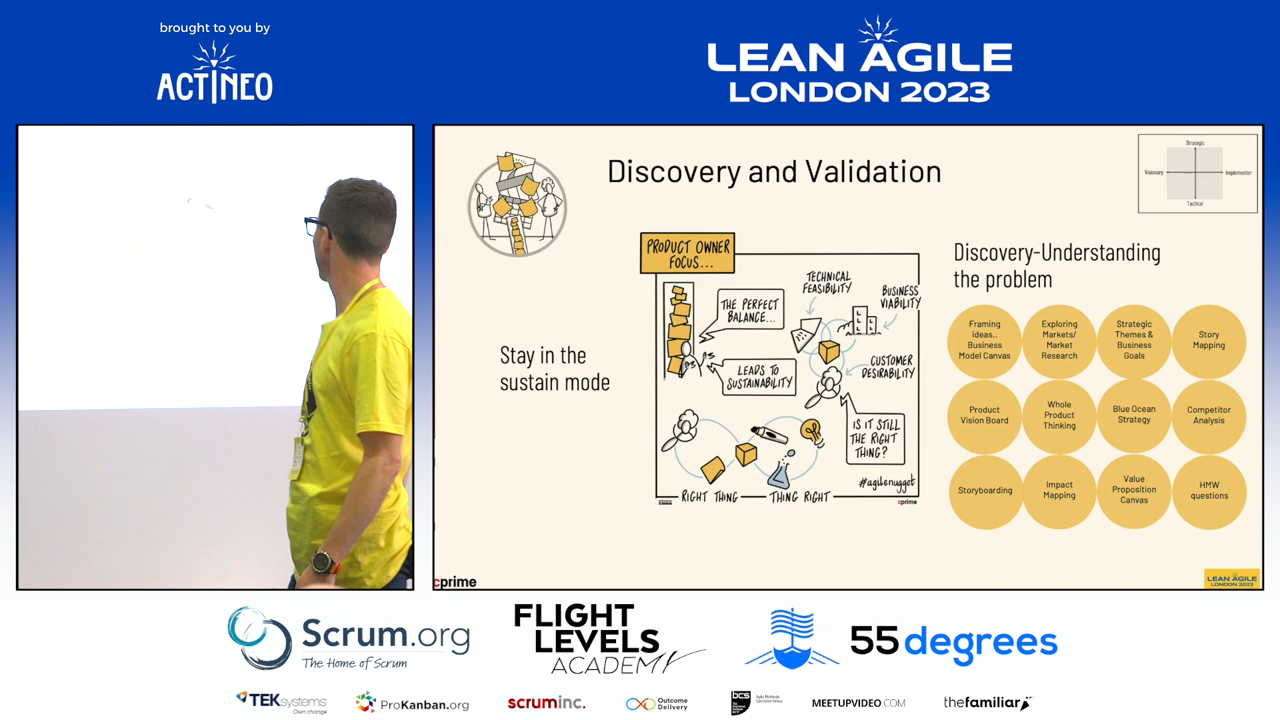 brought to you by
ACTINEO
LEAN AGILE
LONDON 2023
Discovery and Validation
Strategic
Visionary
Implementer
Tactical
Stay in the
sustain mode
PRODUCT OWNER
FOCUS...
THE PERFECT
BALANCE...
LEADS TO
SUSTAINABILITY
TECHNICAL
FEASIBILITY
BUSINESS
VIABILITY
CUSTOMER
DESIRABILITY
IS IT STILL
THE RIGHT
THING?
#agilenugget
RIGHT THING
THING RIGHT
cprime
Discovery-Understanding
the problem
Framing
ideas..
Business
Model Canvas
Exploring
Markets/
Market
Research
Strategic
Themes &
Business
Goals
Story
Mapping
Product
Vision Board
Whole
Product
Thinking
Blue Ocean
Strategy
Competitor
Analysis
Storyboarding
Impact
Mapping
Value
Proposition
Canvas
HMW
questions
cprime
LEAN AGILE
LONDON 2023
Scrum.org
The Home of Scrum
FLIGHT
LEVELS
ACADEMY
55 degrees
TEKsystems
Own change
ProKanban.org
scruminc.
Outcome
Delivery
bcs
MEETUPVIDEO.COM
thefamiliar